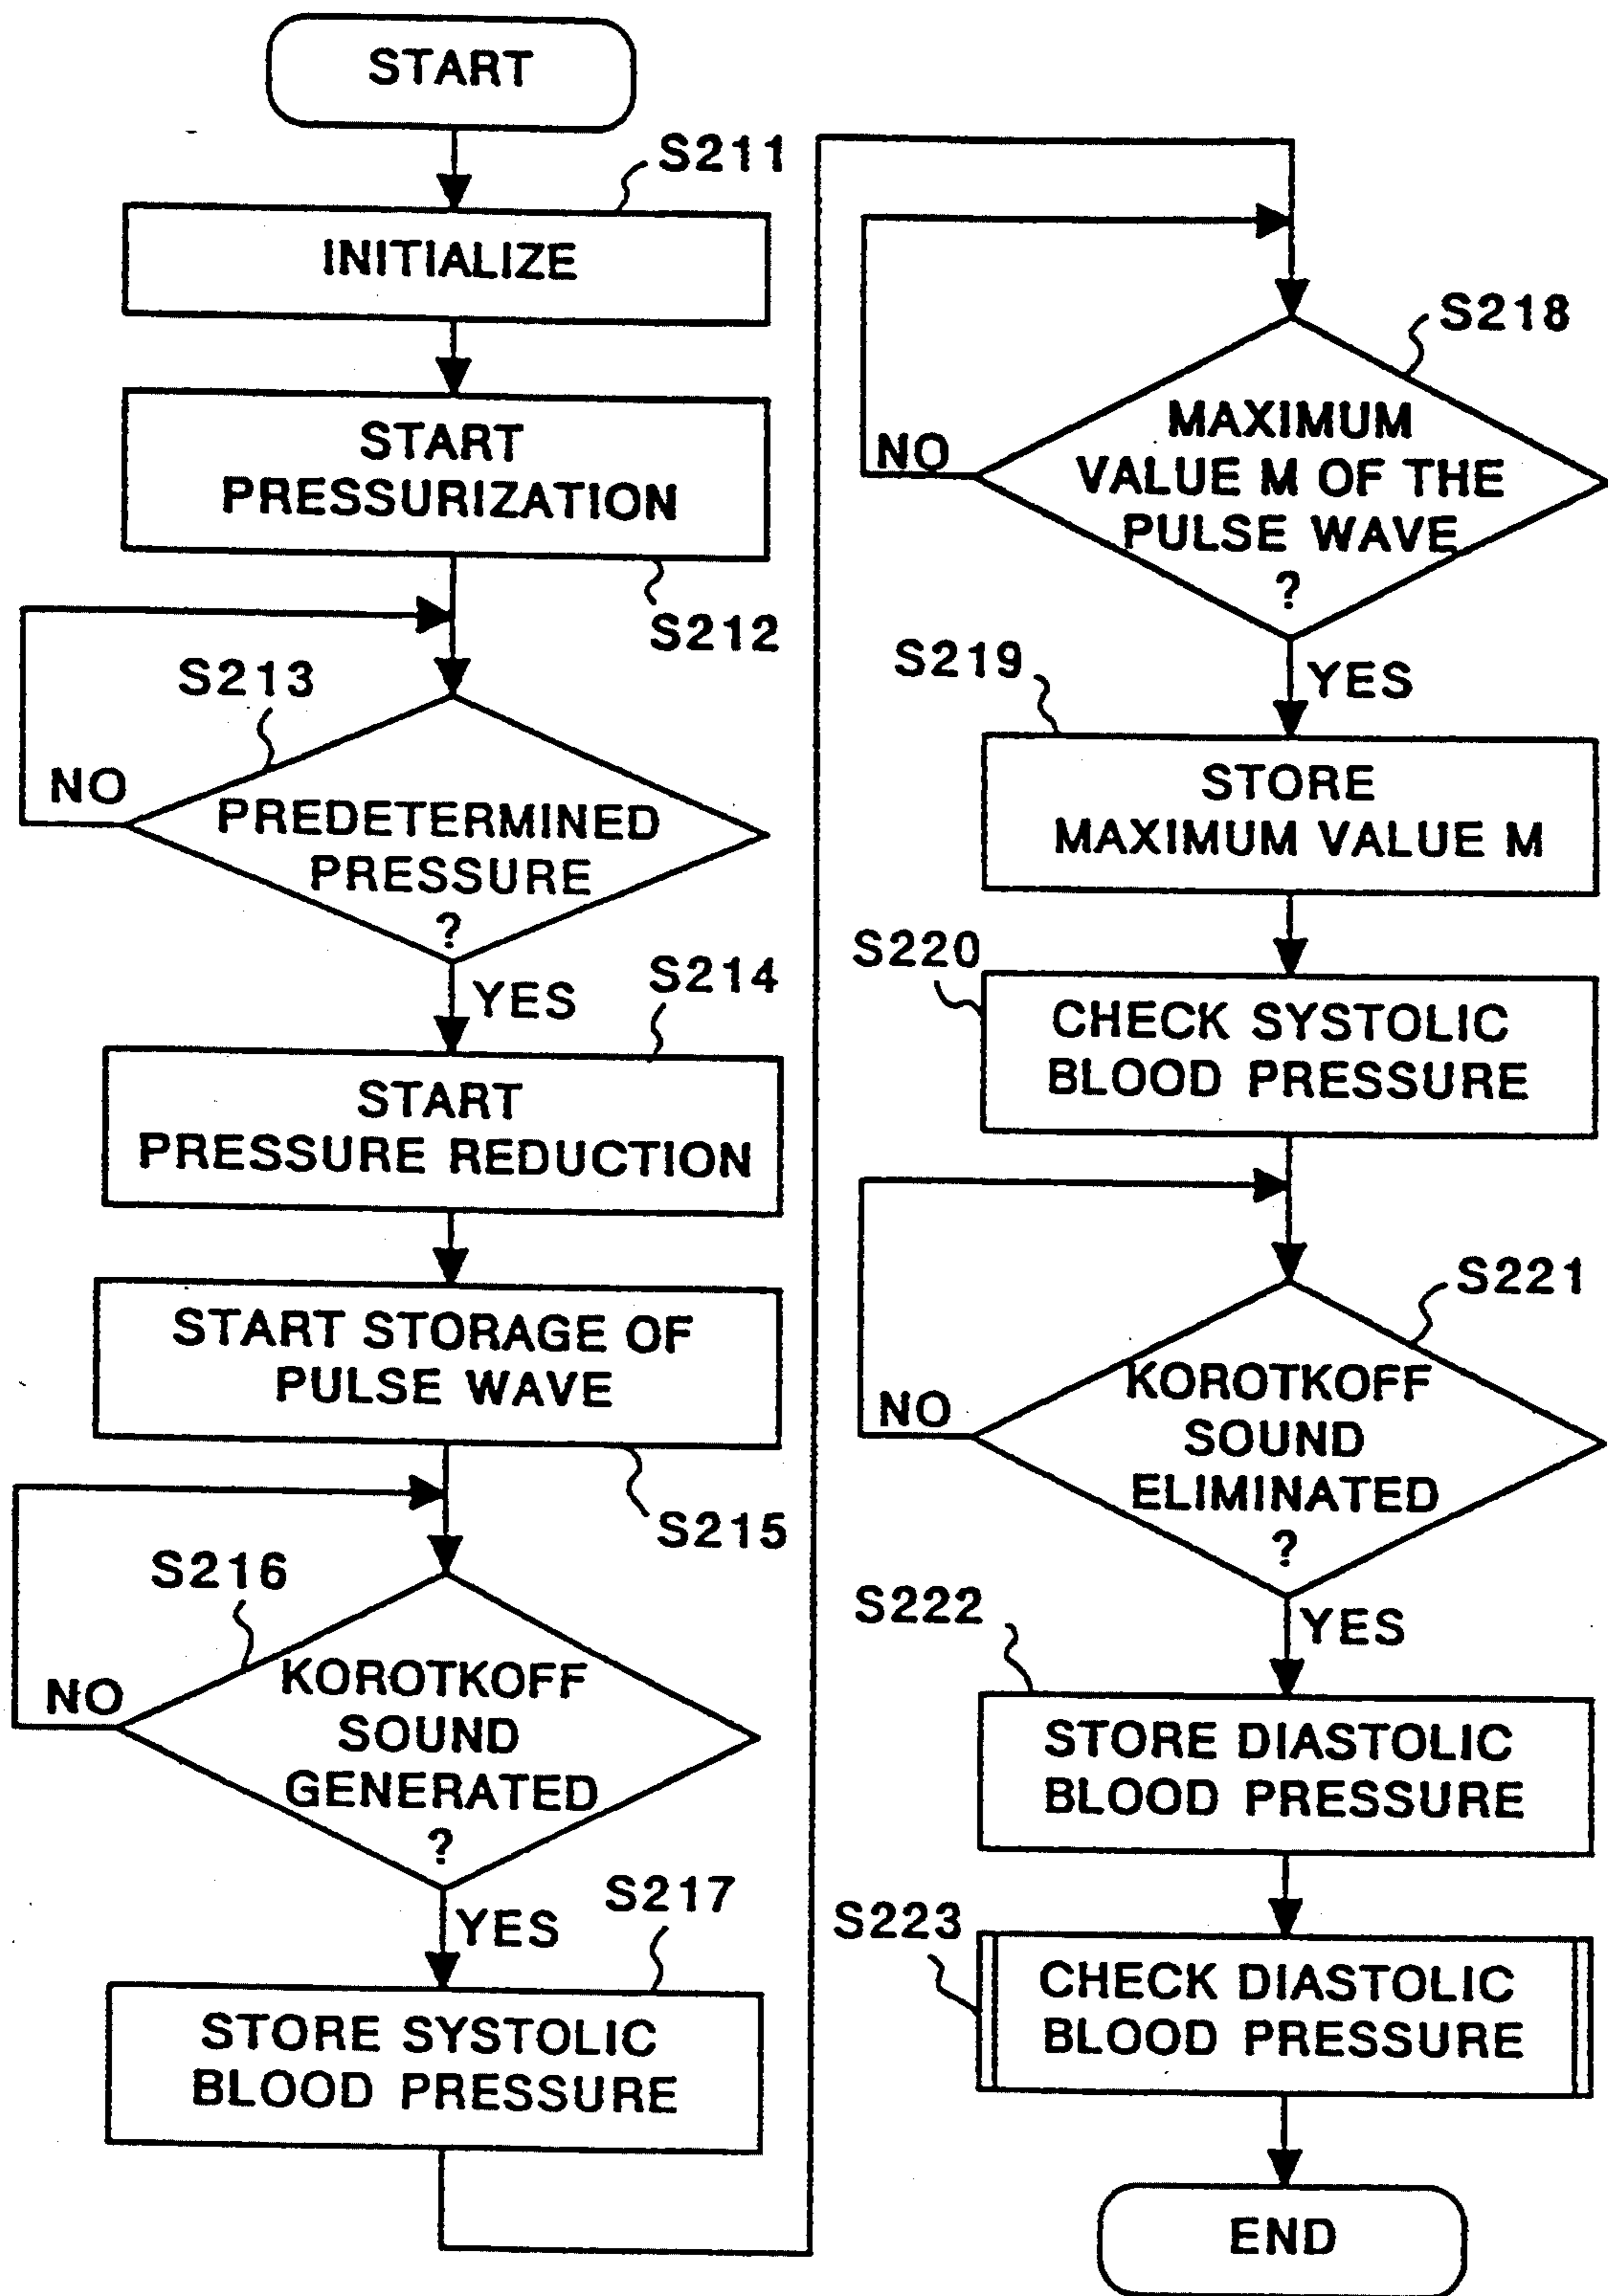 START
S211
INITIALIZE
START
PRESSURIZATION
S212
S213
NO
PREDETERMINED
PRESSURE
?
YES
S214
START
PRESSURE REDUCTION
START STORAGE OF
PULSE WAVE
S215
S216
NO
KOROTKOFF
SOUND
GENERATED
?
YES
S217
STORE SYSTOLIC
BLOOD PRESSURE
S218
NO
MAXIMUM
VALUE M OF THE
PULSE WAVE
?
YES
S219
STORE
MAXIMUM VALUE M
S220
CHECK SYSTOLIC
BLOOD PRESSURE
S221
NO
KOROTKOFF
SOUND
ELIMINATED
?
YES
S222
STORE DIASTOLIC
BLOOD PRESSURE
S223
CHECK DIASTOLIC
BLOOD PRESSURE
END